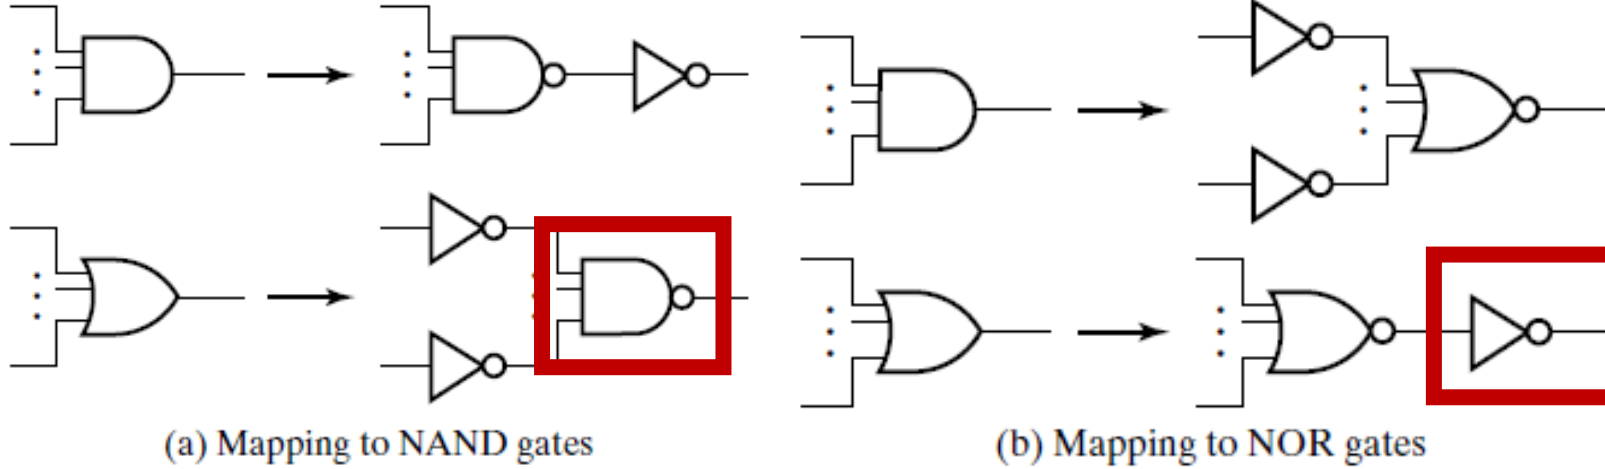 (a) Mapping to NAND gates
(b) Mapping to NOR gates